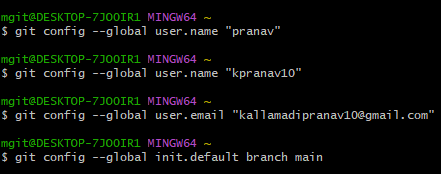 mgit@DESKTOP-7JOOIR1 MINGW64 ~
$ git config --global user.name "pranav"
mgit@DESKTOP-7JOOIR1 MINGW64 ~
$ git config --global user.name "kpranav10"
mgit@DESKTOP-7JOOIR1 MINGW64 ~
$ git config --global user.email "kallamadipranav10@gmail.com"
mgit@DESKTOP-7JOOIR1 MINGW64 ~
$ git config --global init.default branch main